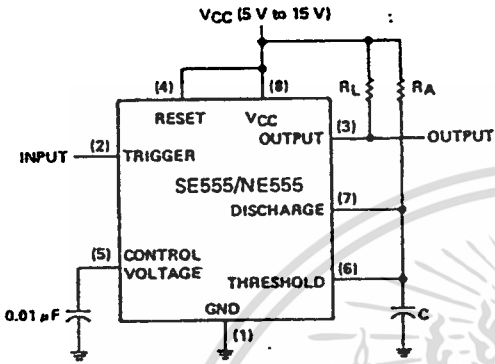 VCC (5 V to 15 V)
:
(4)
(8)
RL
RA
RESET
VCC
OUTPUT
(3)
OUTPUT
INPUT
(2)
TRIGGER
SE555/NE555
(7)
DISCHARGE
(5)
CONTROL
VOLTAGE
(6)
THRESHOLD
0.01 μF
GND
C
(1)